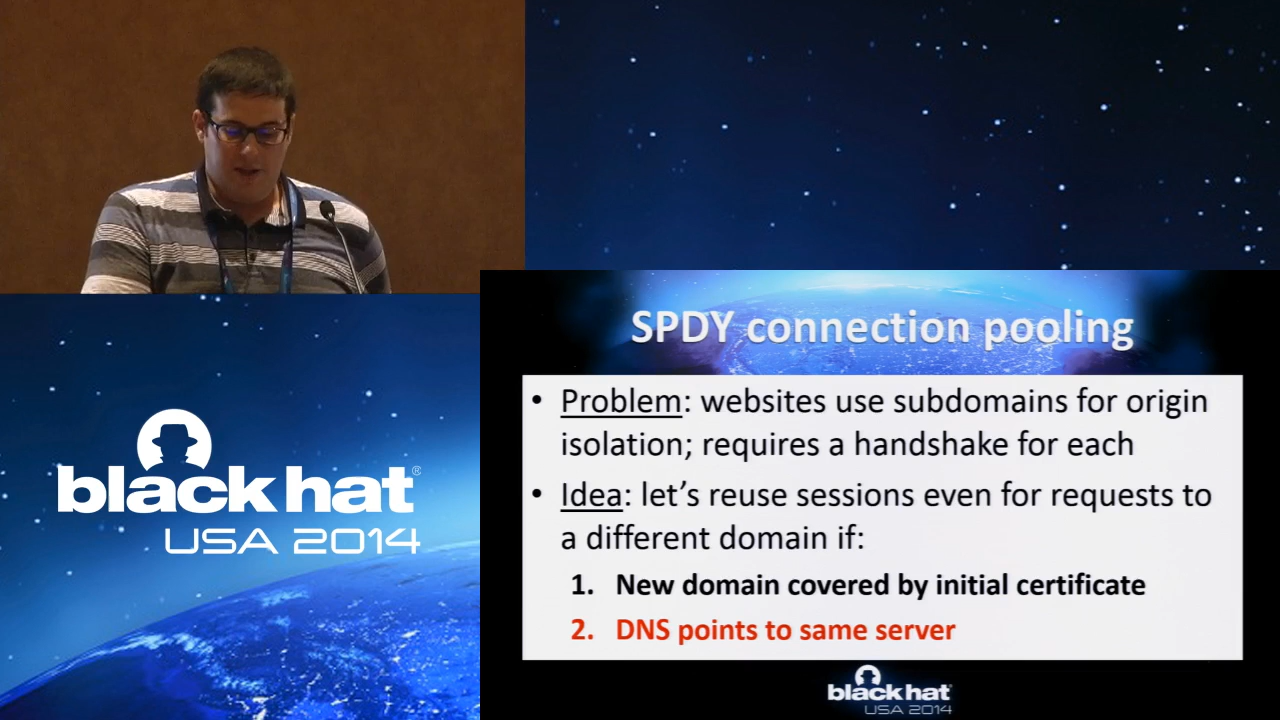 black hat®
USA 2014
SPDY connection pooling
• Problem: websites use subdomains for origin
isolation; requires a handshake for each
• Idea: let's reuse sessions even for requests to
a different domain if:
1. New domain covered by initial certificate
2. DNS points to same server
black hat
USA 2014